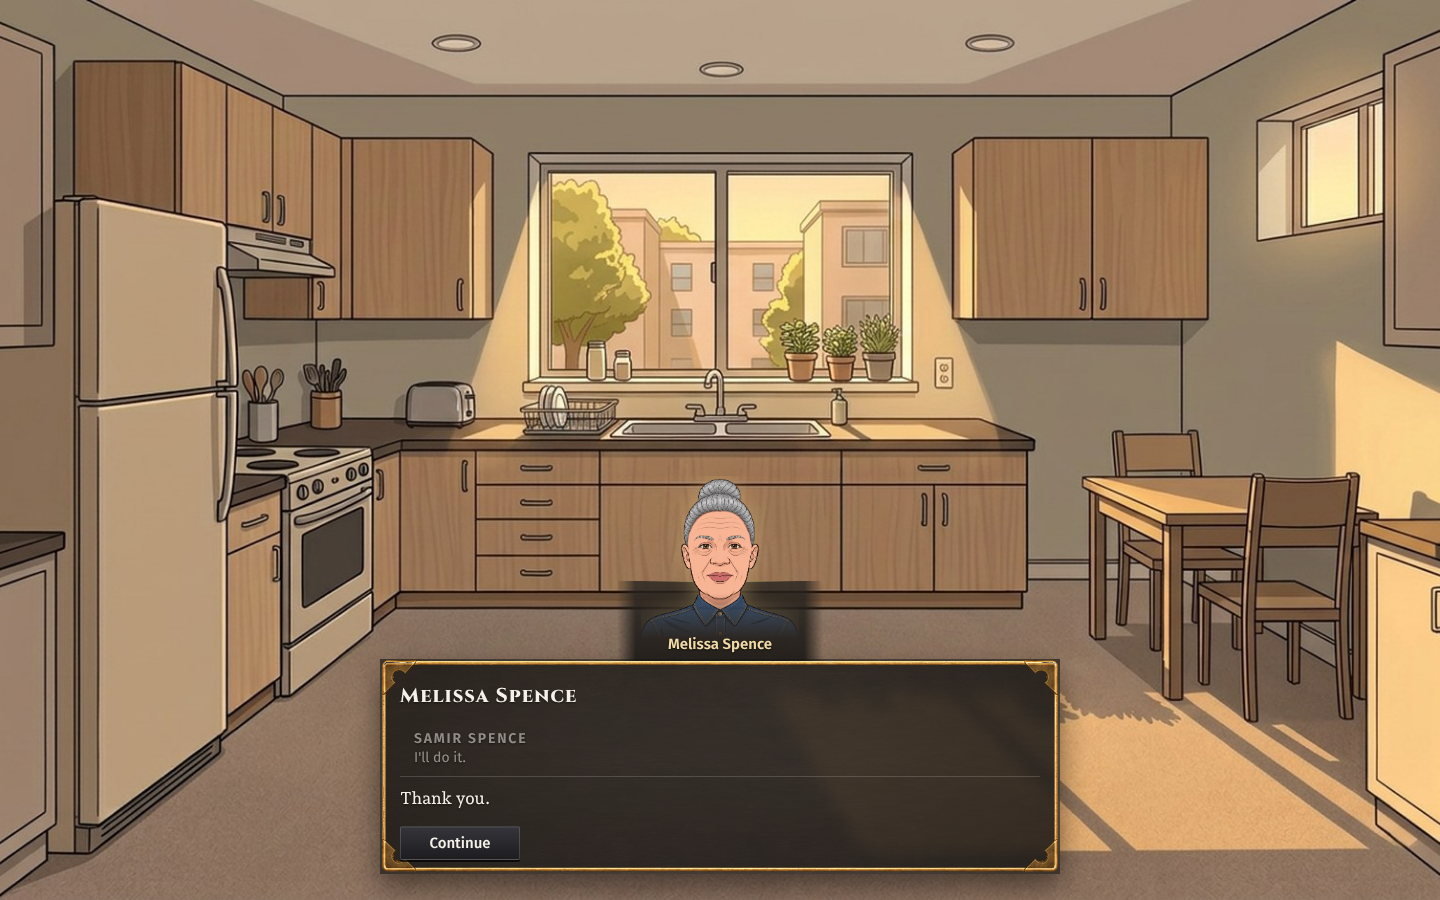 Melissa Spence
Melissa Spence
SAMIR SPENCE
I'll do it.
Thank you.
Continue